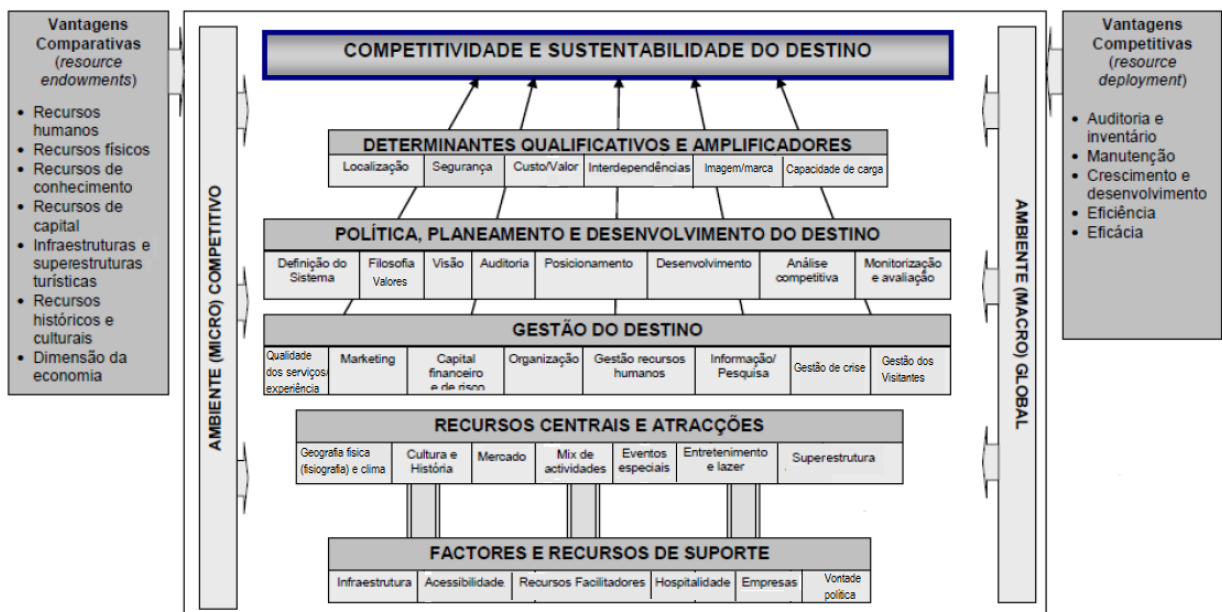 Vantagens
Comparativas
(resource
endowments)
• Recursos
humanos
• Recursos físicos
• Recursos de
conhecimento
• Recursos de
capital
• Infraestruturas e
superestruturas
turísticas
• Recursos
históricos e
culturais
• Dimensão da
economia
AMBIENTE (MICRO) COMPETITIVO
COMPETITIVIDADE E SUSTENTABILIDADE DO DESTINO
DETERMINANTES QUALIFICATIVOS E AMPLIFICADORES
Localização Segurança Custo/Valor Interdependências Imagem/marca Capacidade de carga
POLÍTICA, PLANEAMENTO E DESENVOLVIMENTO DO DESTINO
Definição do
Sistema
Filosofia
Valores
Visão
Auditoria
Posicionamento
Desenvolvimento
Análise
competitiva
Monitorização
e avaliação
GESTÃO DO DESTINO
Qualidade
dos serviços/
experiência
Marketing
Capital
financeiro
e de risco
Organização
Gestão recursos
humanos
Informação/
Pesquisa
Gestão de crise
Gestão dos
Visitantes
RECURSOS CENTRAIS E ATRACÇÕES
Geografia física
(fisiografia) e clima
Cultura e
História
Mercado
Mix de
actividades
Eventos
especiais
Entretenimento
e lazer
Superestrutura
FACTORES E RECURSOS DE SUPORTE
Infraestrutura
Acessibilidade
Recursos Facilitadores
Hospitalidade
Empresas
Vontade
política
AMBIENTE (MACRO) GLOBAL
Vantagens
Competitivas
(resource
deployment)
• Auditoria e
inventário
• Manutenção
• Crescimento e
desenvolvimento
• Eficiência
• Eficácia